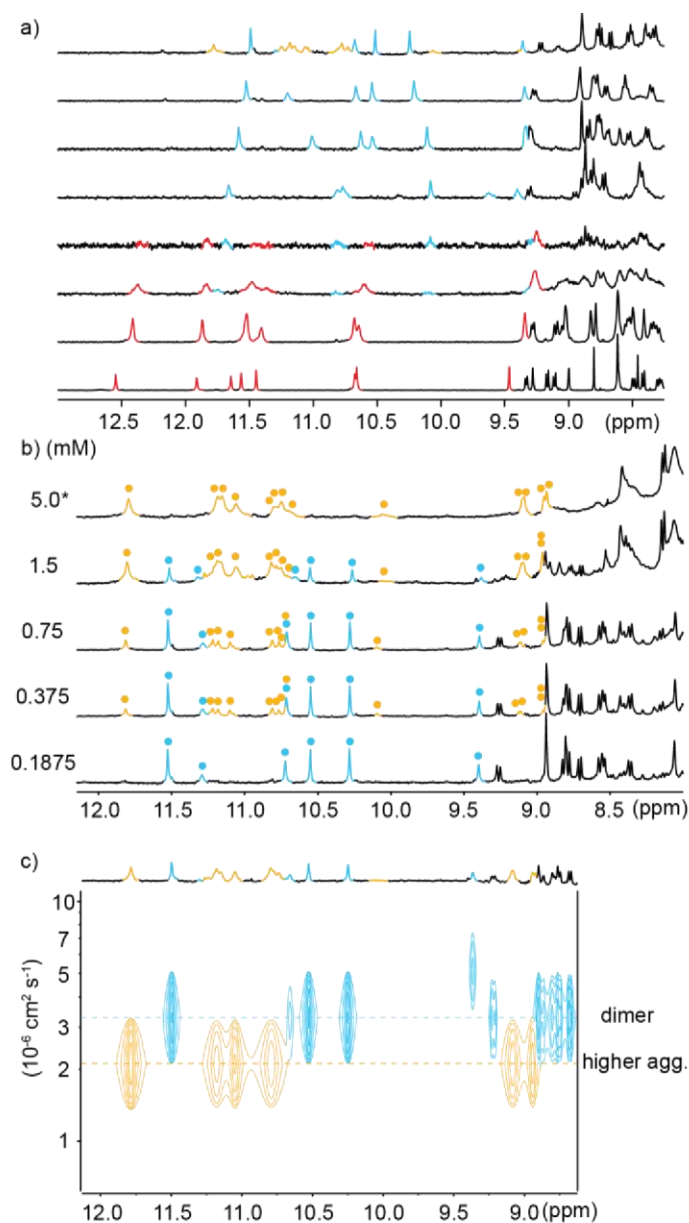 a)
12.5 12.0 11.5 11.0 10.5 10.0 9.5 9.0 (ppm)
b) (mM)
5.0*
1.5
0.75
0.375
0.1875
12.0 11.5 11.0 10.5 10.0 9.5 9.0 8.5 (ppm)
c)
10
7
5
3
2
1
(10⁻⁶ cm² s⁻¹)
dimer
higher agg.
12.0 11.5 11.0 10.5 10.0 9.5 9.0 (ppm)